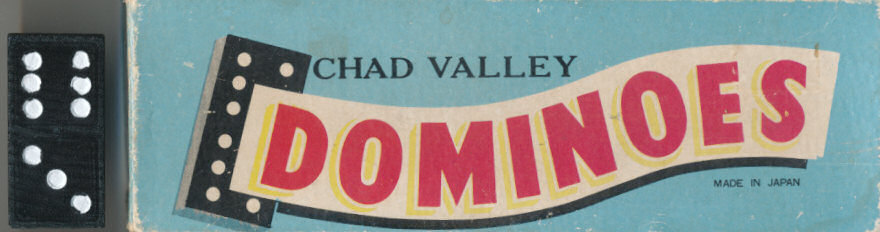 CHAD VALLEY
DOMINOES
MADE IN JAPAN